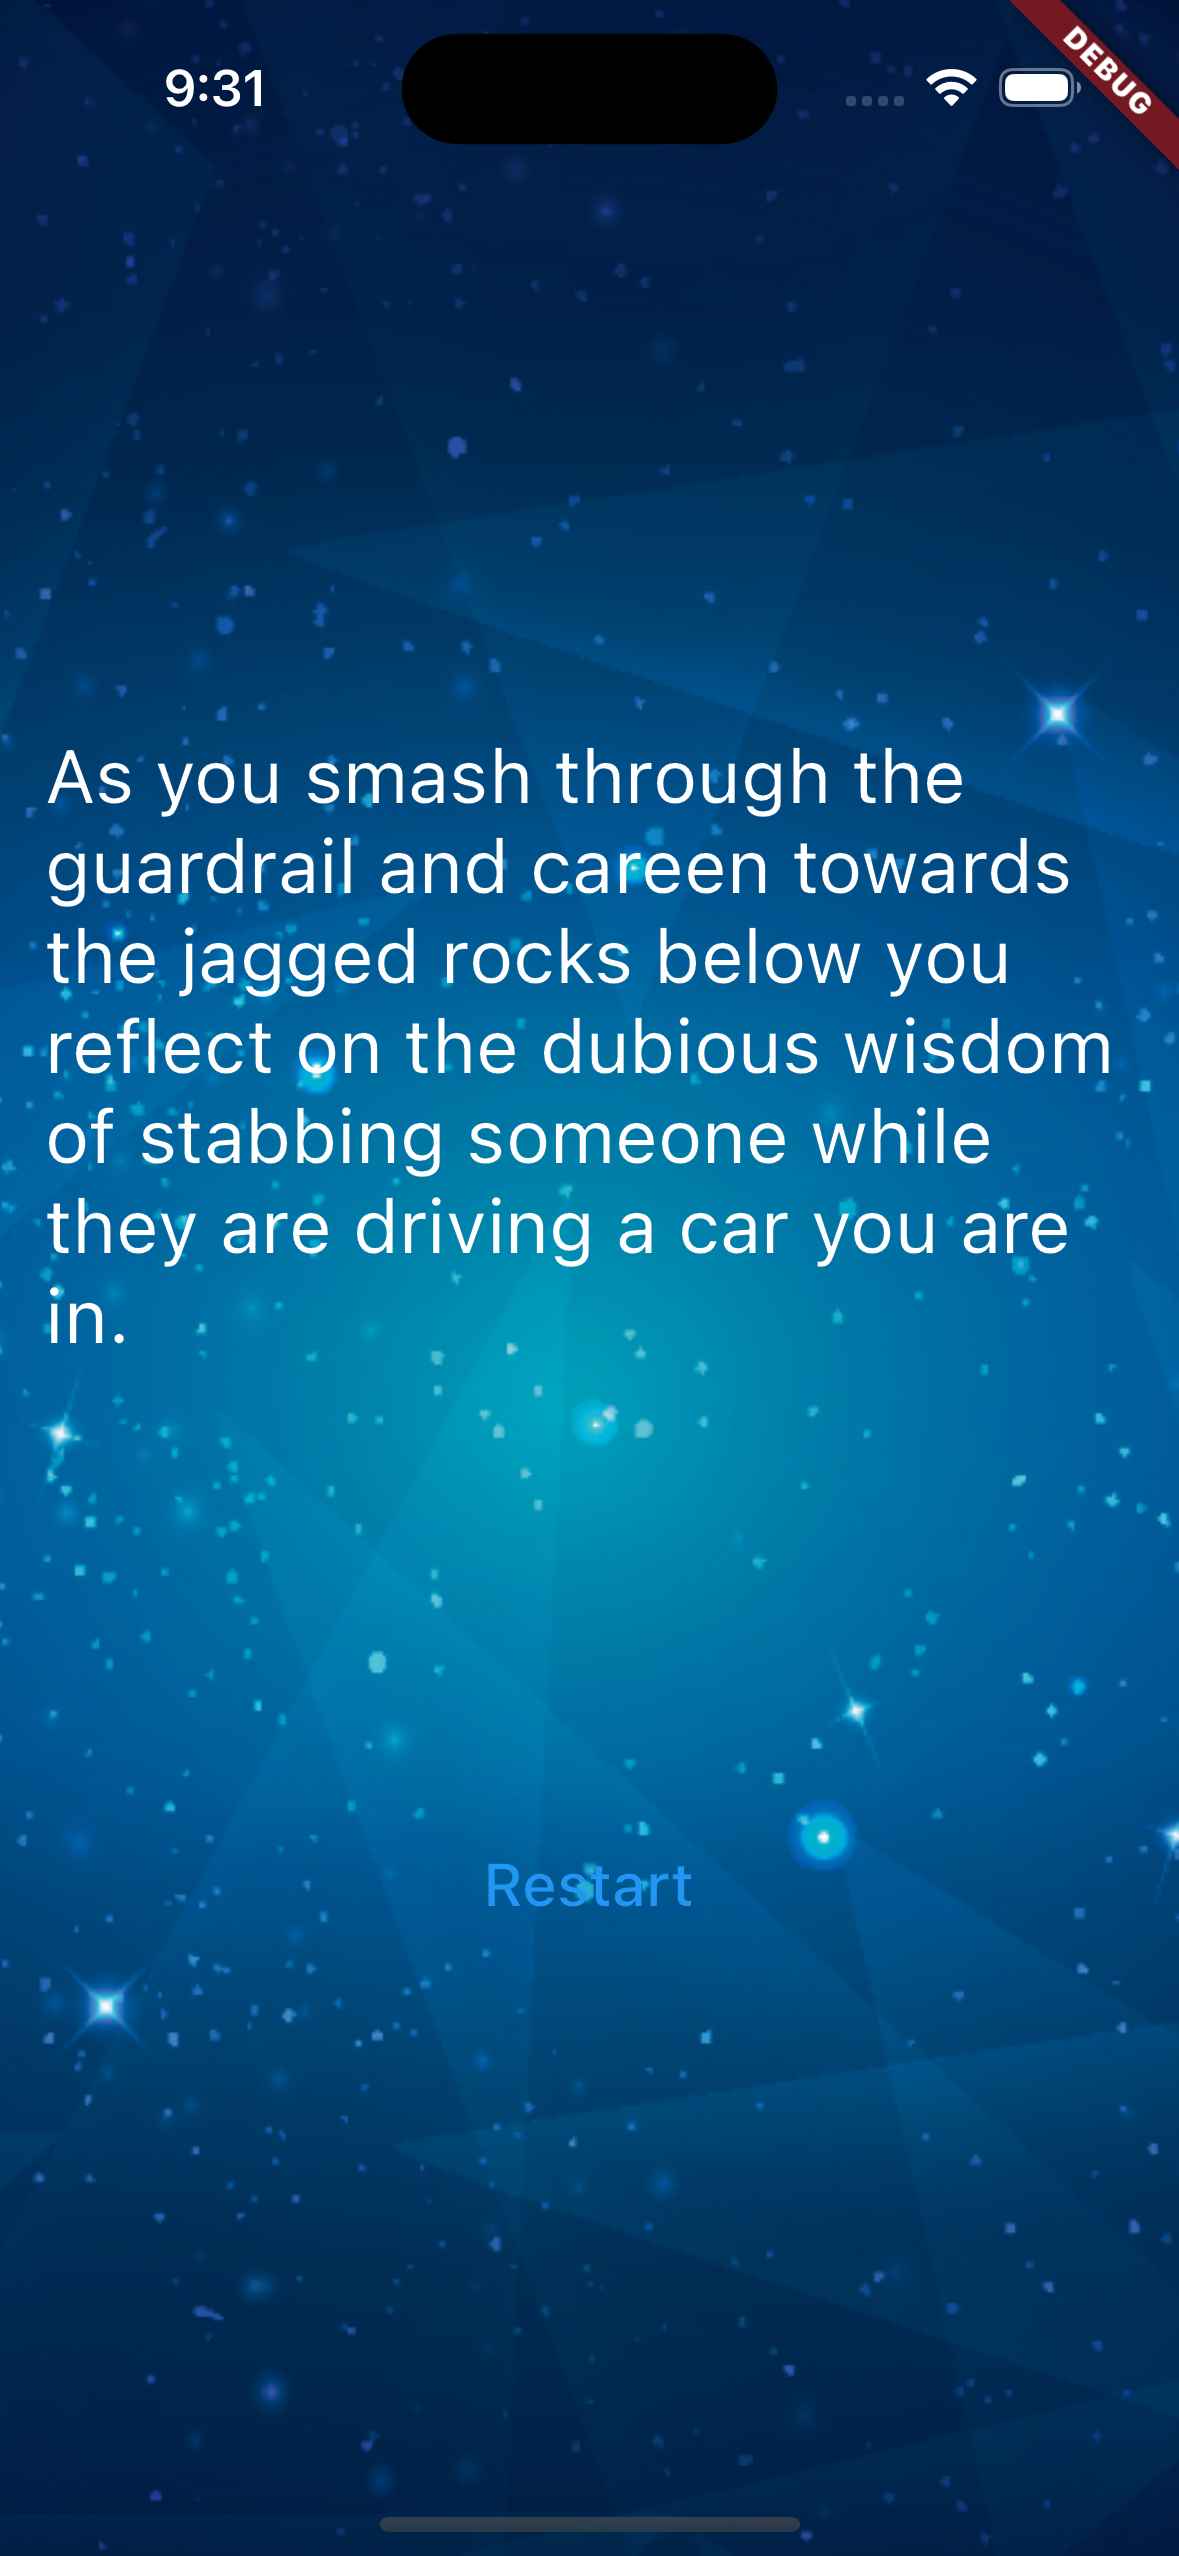 9:31
DEBUG
As you smash through the
guardrail and careen towards
the jagged rocks below you
reflect on the dubious wisdom
of stabbing someone while
they are driving a car you are
in.
Restart